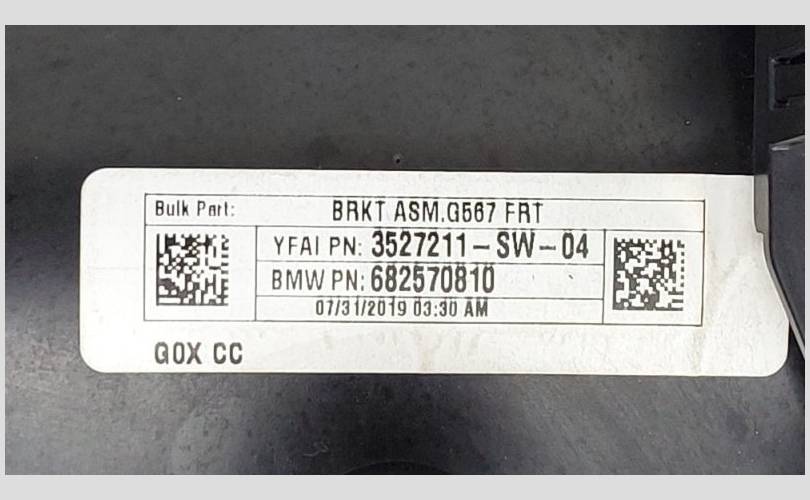 Bulk Part: BRKT ASM.G567 FRT
YFAI PN: 3527211-SW-04
BMW PN: 682570810
07/31/2019 03:30 AM
G0X CC